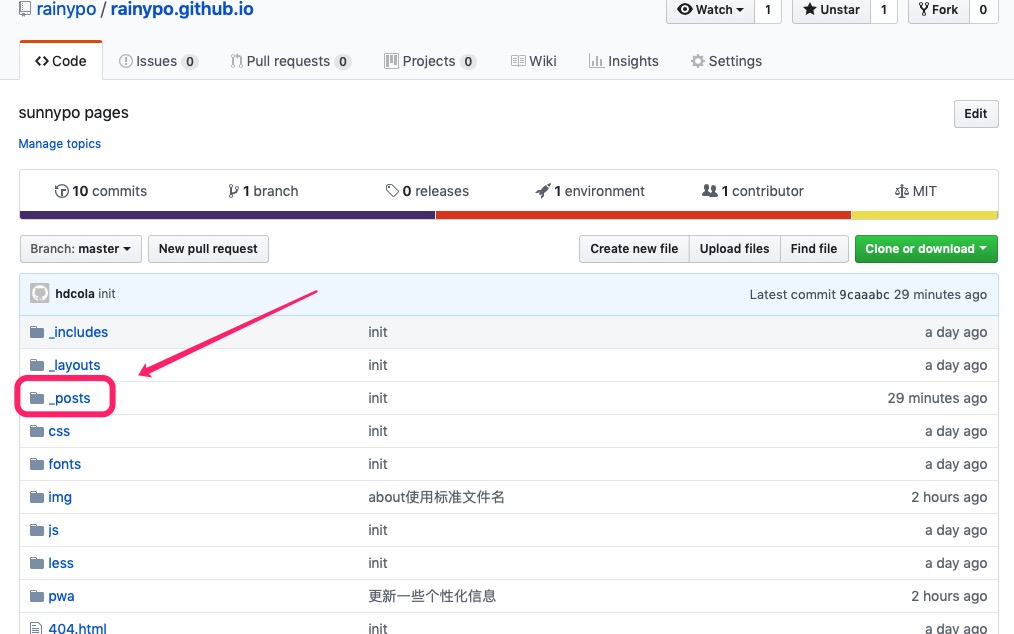 rainypo / rainypo.github.io
Watch 1 Unstar 1 Fork 0
Code Issues 0 Pull requests 0 Projects 0 Wiki Insights Settings
sunnypo pages
Edit
Manage topics
10 commits 1 branch 0 releases 1 environment 1 contributor MIT
Branch: master New pull request Create new file Upload files Find file Clone or download
hdcola init Latest commit 9caaabc 29 minutes ago
_includes init a day ago
_layouts init a day ago
_posts init 29 minutes ago
css init a day ago
fonts init a day ago
img about使用标准文件名 2 hours ago
js init a day ago
less init a day ago
pwa 更新一些个性化信息 2 hours ago
404.html init a day ago